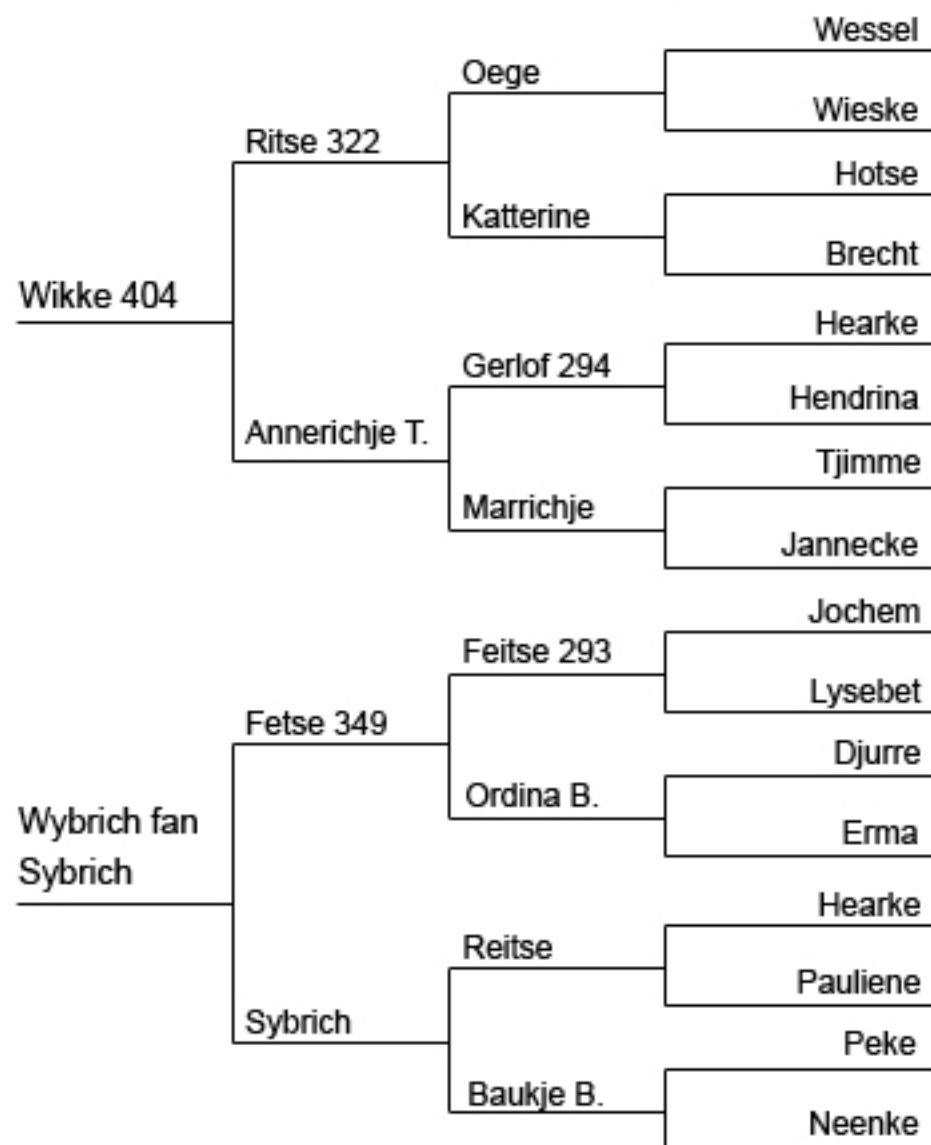 Wessel
Oege
Wieske
Ritse 322
Hotse
Katterine
Brecht
Wikke 404
Hearke
Gerlof 294
Hendrina
Annerichje T.
Tjimme
Marrichje
Jannecke
Jochem
Feitse 293
Lysebet
Fetse 349
Djurre
Ordina B.
Erma
Wybrich fan
Sybrich
Hearke
Reitse
Pauliene
Sybrich
Peke
Baukje B.
Neenke